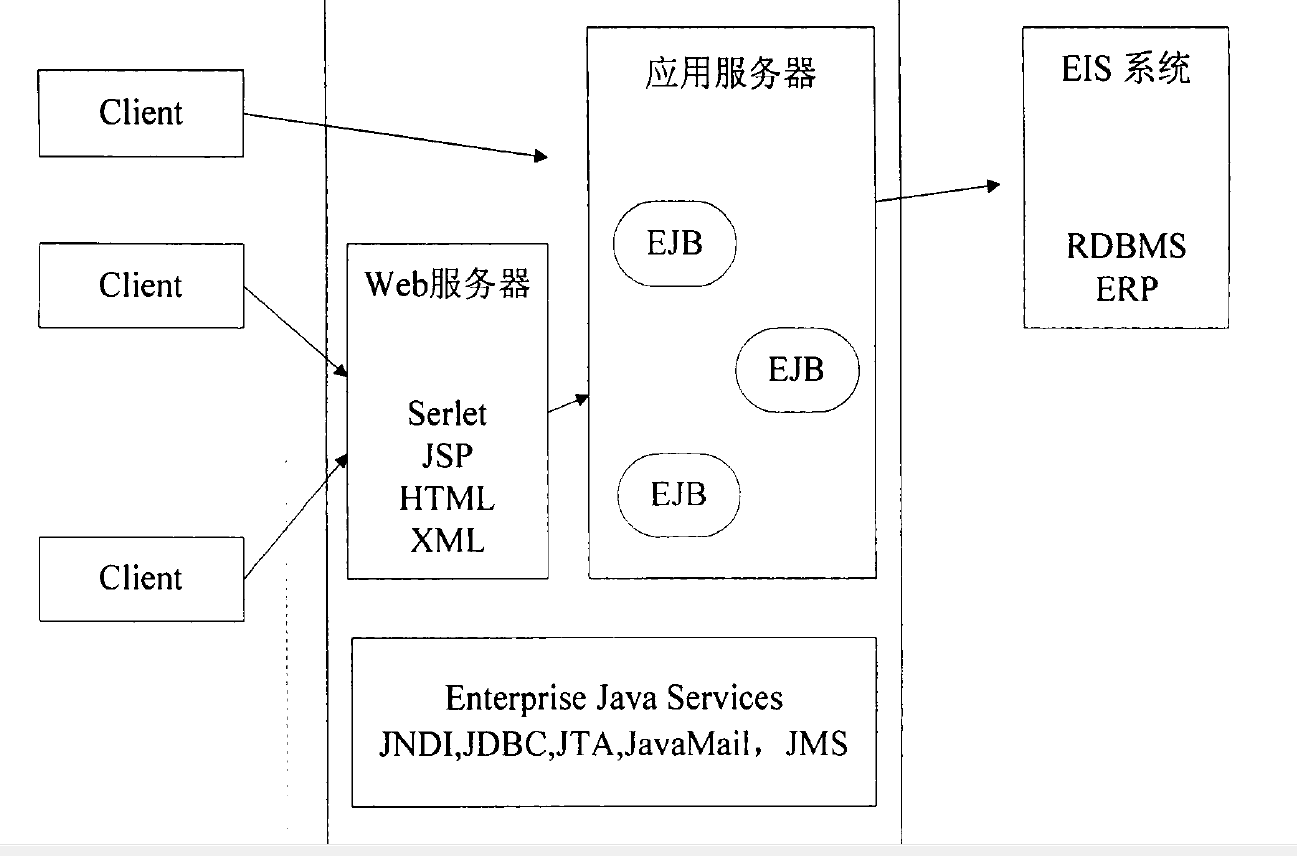 Client
Client
Client
Web服务器
Serlet
JSP
HTML
XML
应用服务器
EJB
EJB
EJB
Enterprise Java Services
JNDI,JDBC,JTA,JavaMail，JMS
EIS 系统
RDBMS
ERP